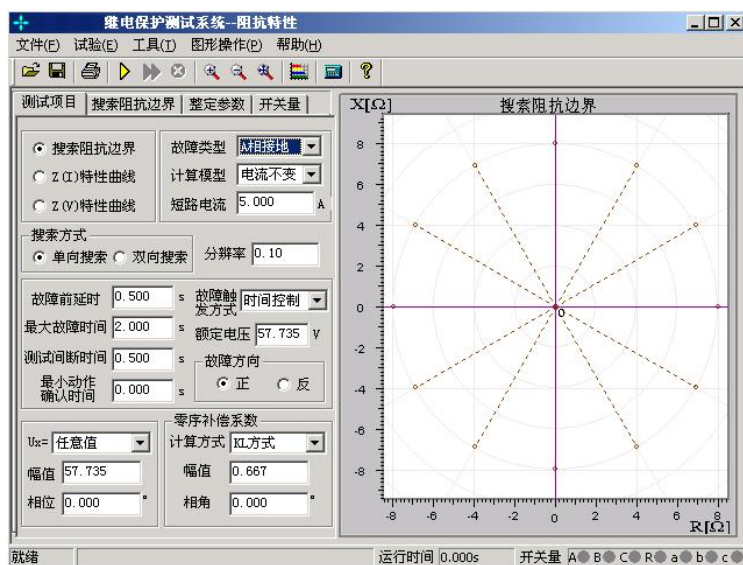 继电保护测试系统--阻抗特性
文件(F) 试验(E) 工具(T) 图形操作(P) 帮助(H)
测试项目 搜索阻抗边界 整定参数 开关量
搜索阻抗边界
Z(I)特性曲线
Z(V)特性曲线
故障类型 A相接地
计算模型 电流不变
短路电流 5.000 A
搜索方式
单向搜索 双向搜索
分辨率 0.10
故障前延时 0.500 s
最大故障时间 2.000 s
测试间断时间 0.500 s
最小动作
确认时间 0.000 s
故障触
发方式 时间控制
额定电压 57.735 V
故障方向
正 反
Ux= 任意值
幅值 57.735
相位 0.000 °
零序补偿系数
计算方式 KL方式
幅值 0.667
相角 0.000 °
X[Ω] 搜索阻抗边界
8
6
4
2
0
-2
-4
-6
-8
0
-8 -6 -4 -2 0 2 4 6 8
R[Ω]
就绪 运行时间 0.000s 开关量 A B C R a b c